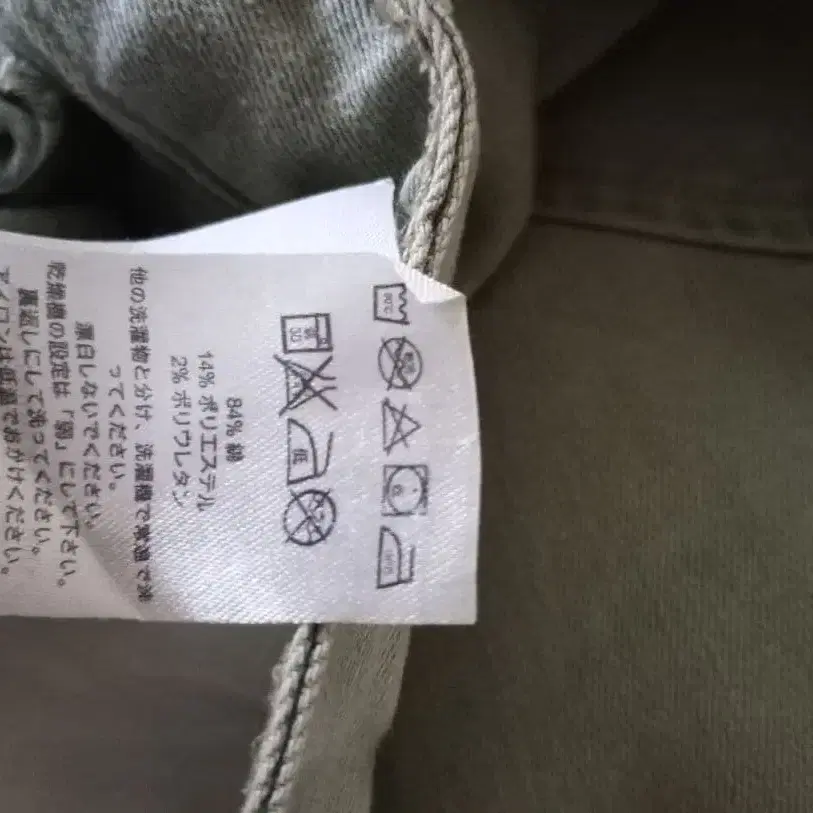 低
84% 綿
14% ポリエステル
2% ポリウレタン
他の洗濯物と分け、洗濯機で常温で洗
ってください。
漂白しないでください。
乾燥機の設定は「弱」にして下さい。
裏返しにして洗ってください。
アイロンは低温でおかけください。